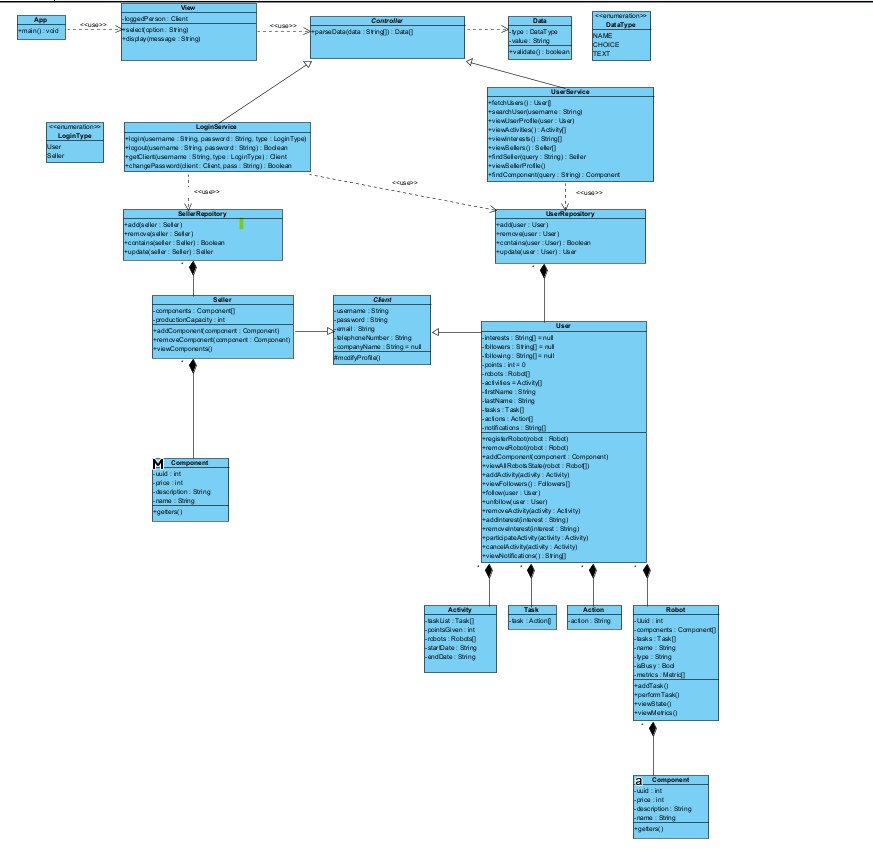 App
+main() : void
<<use>>
View
-loggedPerson : Client
+select(option : String)
+display(message : String)
<<use>>
Controller
+parseData(data : String[]) : Data[]
Data
-type : DataType
-value : String
+validate() : boolean
<<enumeration>>
DataType
NAME
CHOICE
TEXT
<<enumeration>>
LoginType
User
Seller
LoginService
+login(username : String, password : String, type : LoginType)
+logout(username : String, password : String) : Boolean
+getClient(username : String, type : LoginType) : Client
+changePassword(client : Client, pass : String) : Boolean
UserService
+fetchUsers() : User[]
+searchUser(username : String)
+viewUserProfile(user : User)
+viewActivities() : Activity[]
+viewInterests() : String[]
+viewSellers() : Seller[]
+findSeller(query : String) : Seller
+viewSellerProfile()
+findComponent(query : String) : Component
<<use>>
<<use>>
<<use>>
SellerRepoitory
+add(seller : Seller)
+remove(seller : Seller)
+contains(seller : Seller) : Boolean
+update(seller : Seller) : Seller
UserRepository
+add(user : User)
+remove(user : User)
+contains(user : User) : Boolean
+update(user : User) : User
*
*
Seller
-components : Component[]
-productionCapacity : int
+addComponent(component : Component)
+removeComponent(component : Component)
+viewComponents()
Client
-username : String
-password : String
-email : String
-telephoneNumber : String
-companyName : String = null
#modifyProfile()
User
-interests : String[] = null
-followers : String[] = null
-following : String[] = null
-points : int = 0
-robots : Robot[]
-activities = Activity[]
-firstName : String
-lastName : String
-tasks : Task[]
-actions : Action[]
-notifications : String[]
+registerRobot(robot : Robot)
+removeRobot(robot : Robot)
+addComponent(component : Component)
+viewAllRobotsState(robot : Robot[])
+addActivity(activity : Activity)
+viewFollowers() : Followers[]
+follow(user : User)
+unfollow(user : User)
+removeActivity(activity : Activity)
+addInterest(interest : String)
+removeInterest(interest : String)
+participateActivity(activity : Activity)
+cancelActivity(activity : Activity)
+viewNotifications() : String[]
*
M Component
-uuid : int
-price : int
-description : String
-name : String
+getters()
*
*
*
*
Activity
-taskList : Task[]
-pointsGiven : int
-robots : Robots[]
-startDate : String
-endDate : String
Task
-task : Action[]
Action
-action : String
Robot
-Uuid : int
-components : Component[]
-tasks : Task[]
-name : String
-type : String
-isBusy : Bool
-metrics : Metric[]
+addTask()
+performTask()
+viewState()
+viewMetrics()
*
a Component
-uuid : int
-price : int
-description : String
-name : String
+getters()